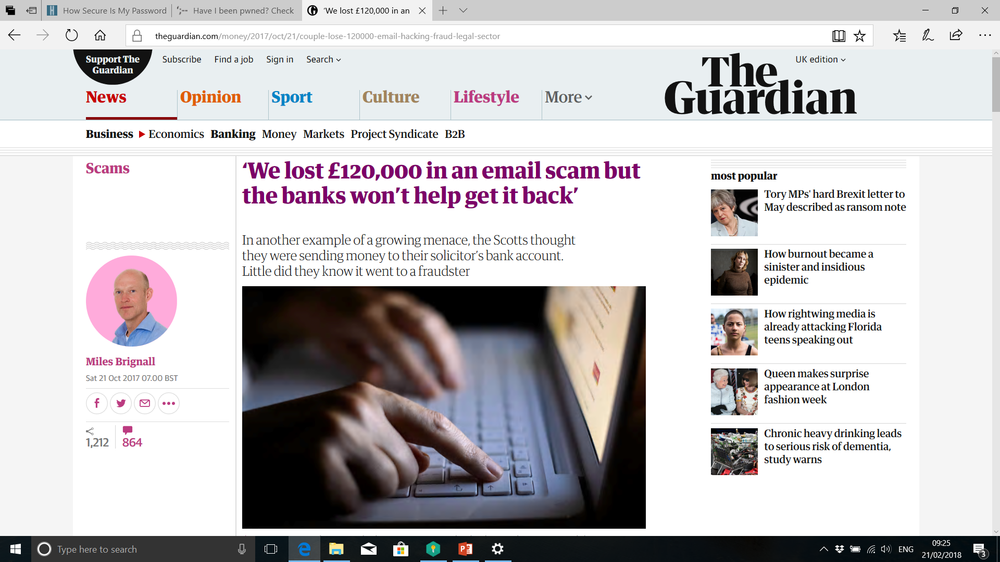 How Secure Is My Password
Have I been pwned? Check
‘We lost £120,000 in an
theguardian.com/money/2017/oct/21/couple-lose-120000-email-hacking-fraud-legal-sector
Support The
Guardian
Subscribe
Find a job
Sign in
Search
UK edition
The
Guardian
News
Opinion
Sport
Culture
Lifestyle
More
Business
Economics
Banking
Money
Markets
Project Syndicate
B2B
Scams
‘We lost £120,000 in an email scam but
the banks won’t help get it back’
In another example of a growing menace, the Scotts thought
they were sending money to their solicitor’s bank account.
Little did they know it went to a fraudster
Miles Brignall
Sat 21 Oct 2017 07.00 BST
1,212
864
most popular
Tory MPs' hard Brexit letter to
May described as ransom note
How burnout became a
sinister and insidious
epidemic
How rightwing media is
already attacking Florida
teens speaking out
Queen makes surprise
appearance at London
fashion week
Chronic heavy drinking leads
to serious risk of dementia,
study warns
Type here to search
ENG
09:25
21/02/2018
3